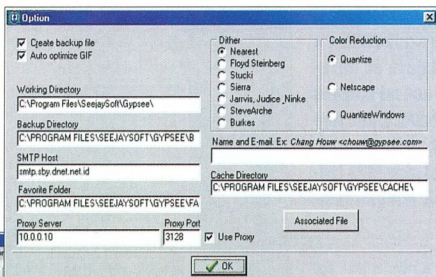 Option
Create backup file
Auto optimize GIF
Working Directory
C:\Program Files\SeejaySoft\Gypsee\
Backup Directory
C:\PROGRAM FILES\SEEJAYSOFT\GYPSEE\B
SMTP Host
smtp.sby.dnet.net.id
Favorite Folder
C:\PROGRAM FILES\SEEJAYSOFT\GYPSEE\FA
Proxy Server
Proxy Port
10.0.0.10
3128
Use Proxy
Dither
Nearest
Floyd Steinberg
Stucki
Sierra
Jarvis, Judice ,Ninke
SteveArche
Burkes
Color Reduction
Quantize
Netscape
QuantizeWindows
Name and E-mail. Ex: Chang Houw «chouw@gypsee.com»
Cache Directory
C:\PROGRAM FILES\SEEJAYSOFT\GYPSEE\CACHE\
Associated File
OK